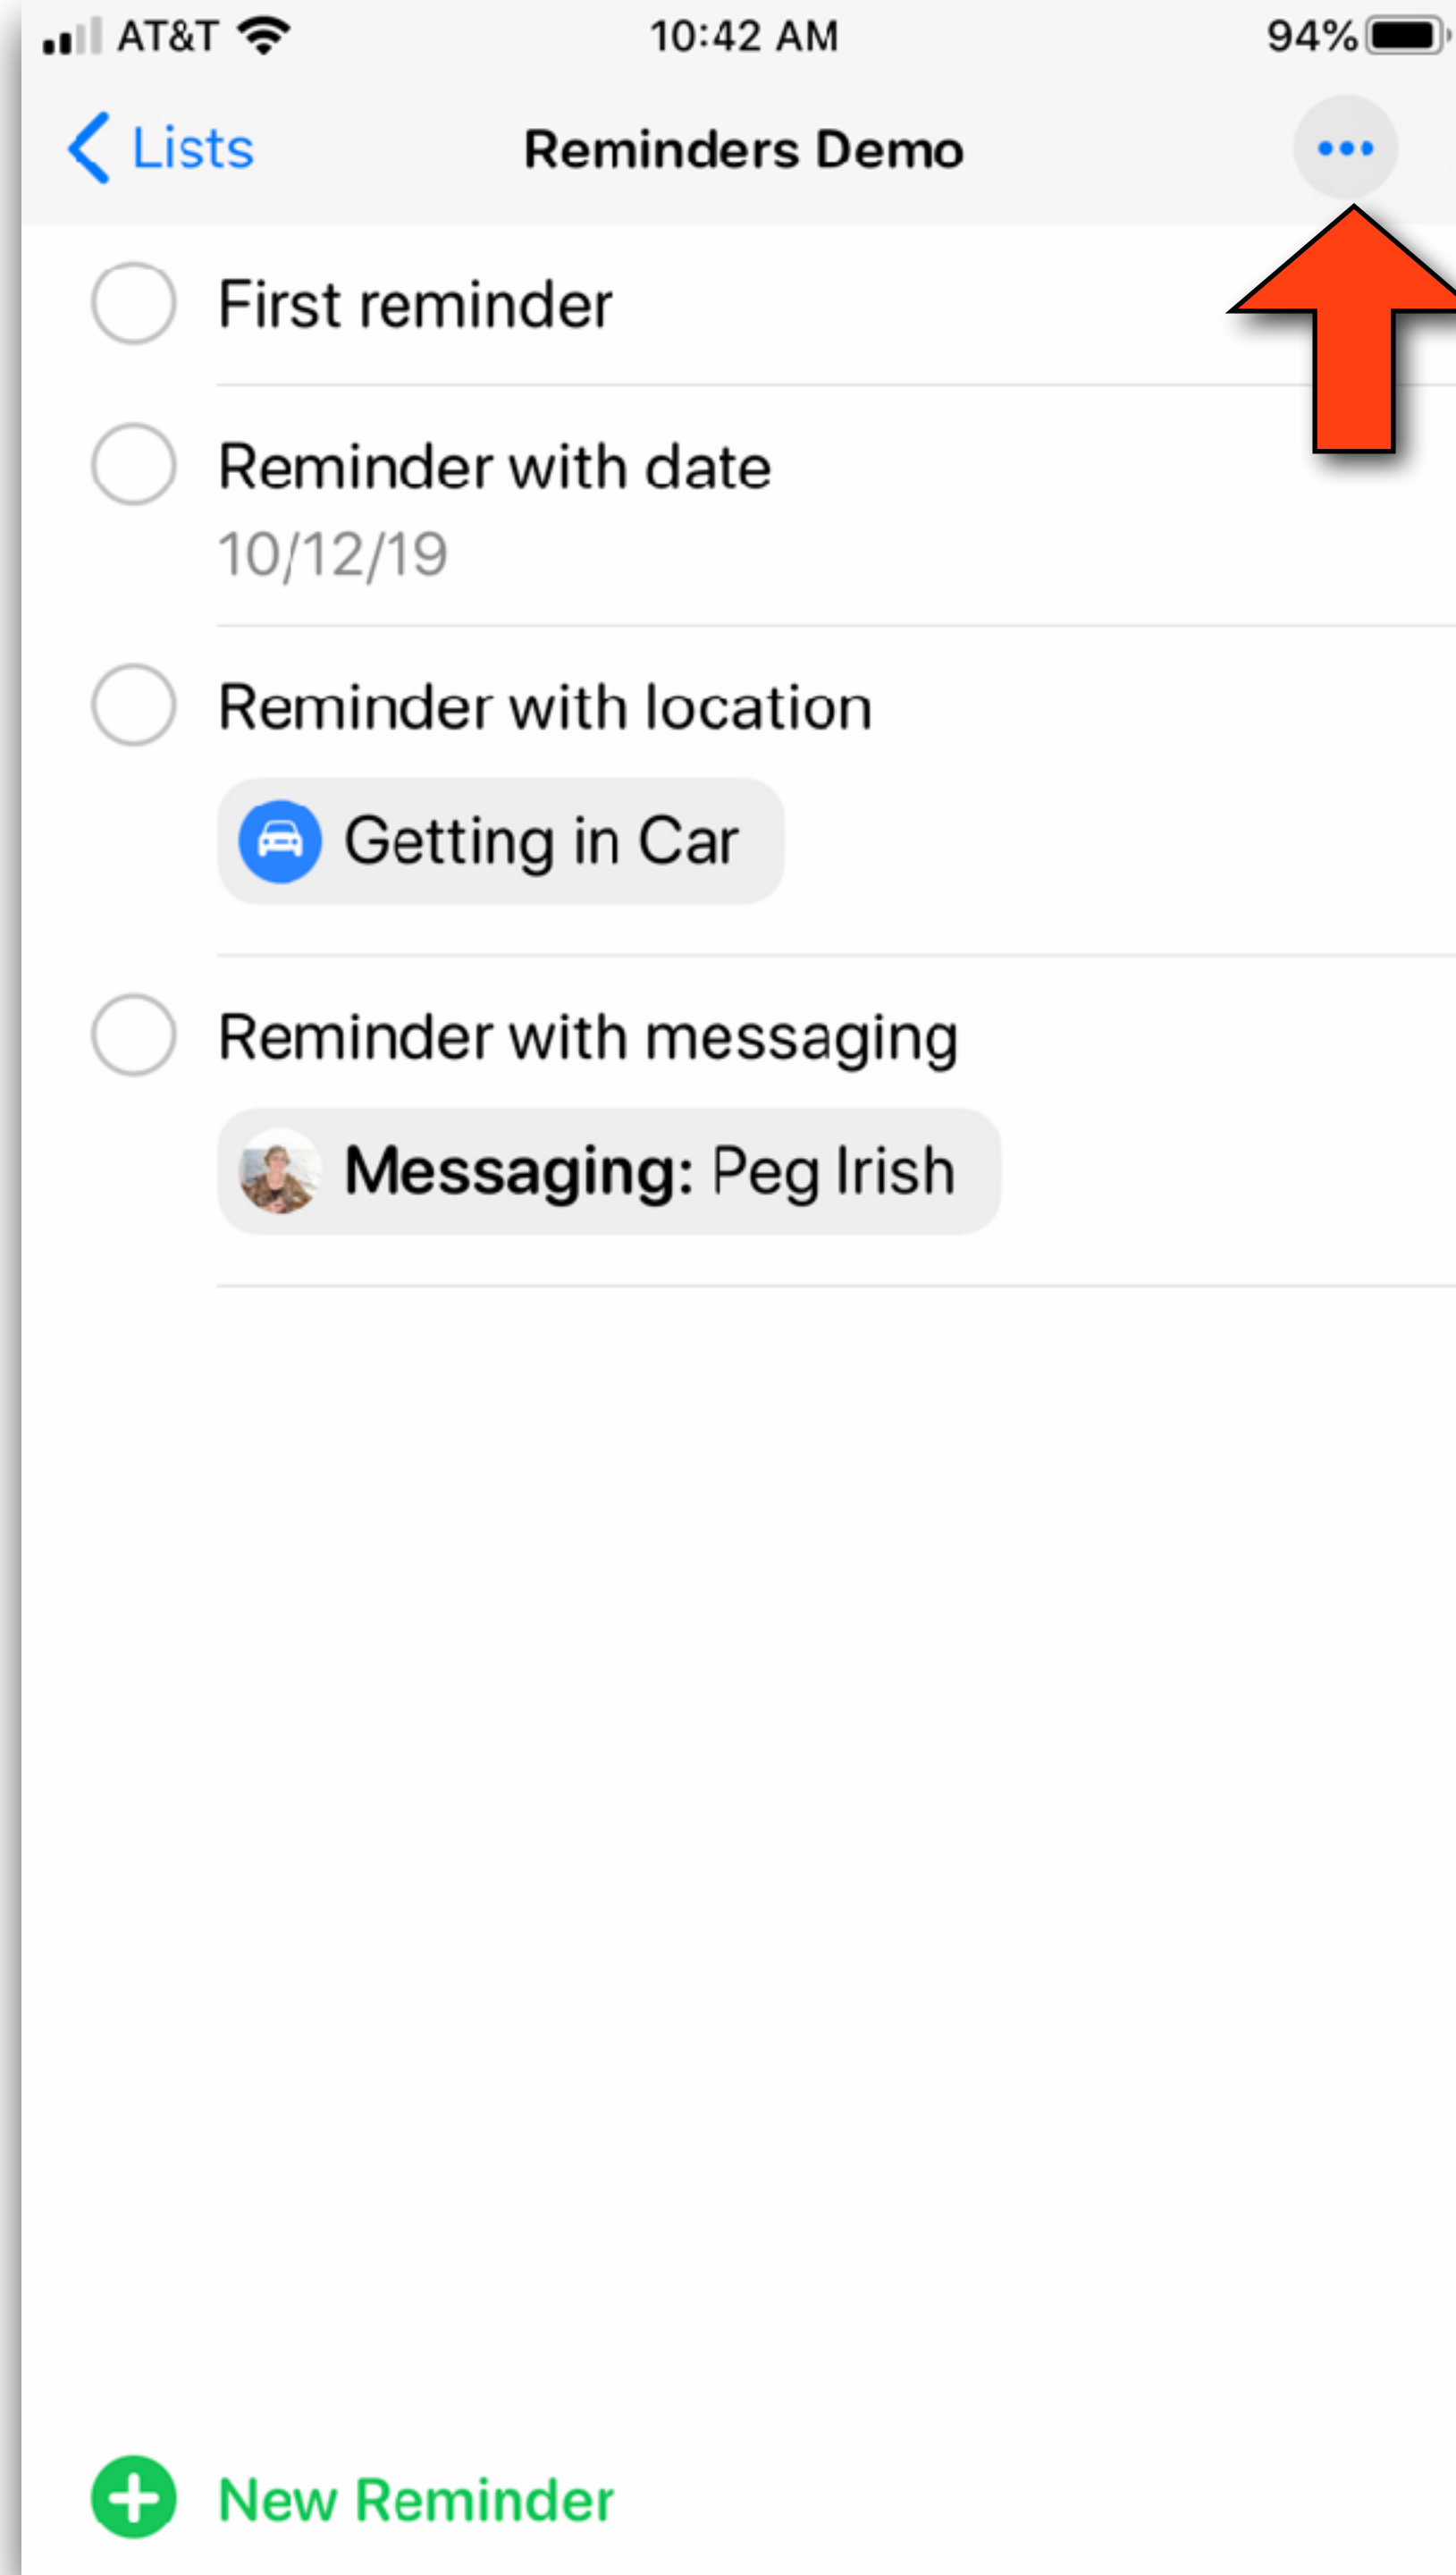 AT&T 10:42 AM 94%
Lists Reminders Demo
First reminder
Reminder with date
10/12/19
Reminder with location
Getting in Car
Reminder with messaging
Messaging: Peg Irish
New Reminder